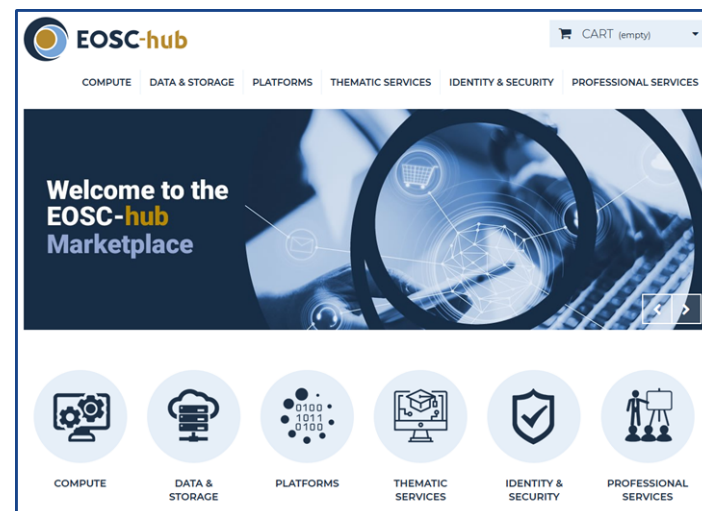 EOSC-hub
CART (empty)
COMPUTE DATA & STORAGE PLATFORMS THEMATIC SERVICES IDENTITY & SECURITY PROFESSIONAL SERVICES
Welcome to the
EOSC-hub
Marketplace
0100
1011
0100
COMPUTE
DATA &
STORAGE
PLATFORMS
THEMATIC
SERVICES
IDENTITY &
SECURITY
PROFESSIONAL
SERVICES